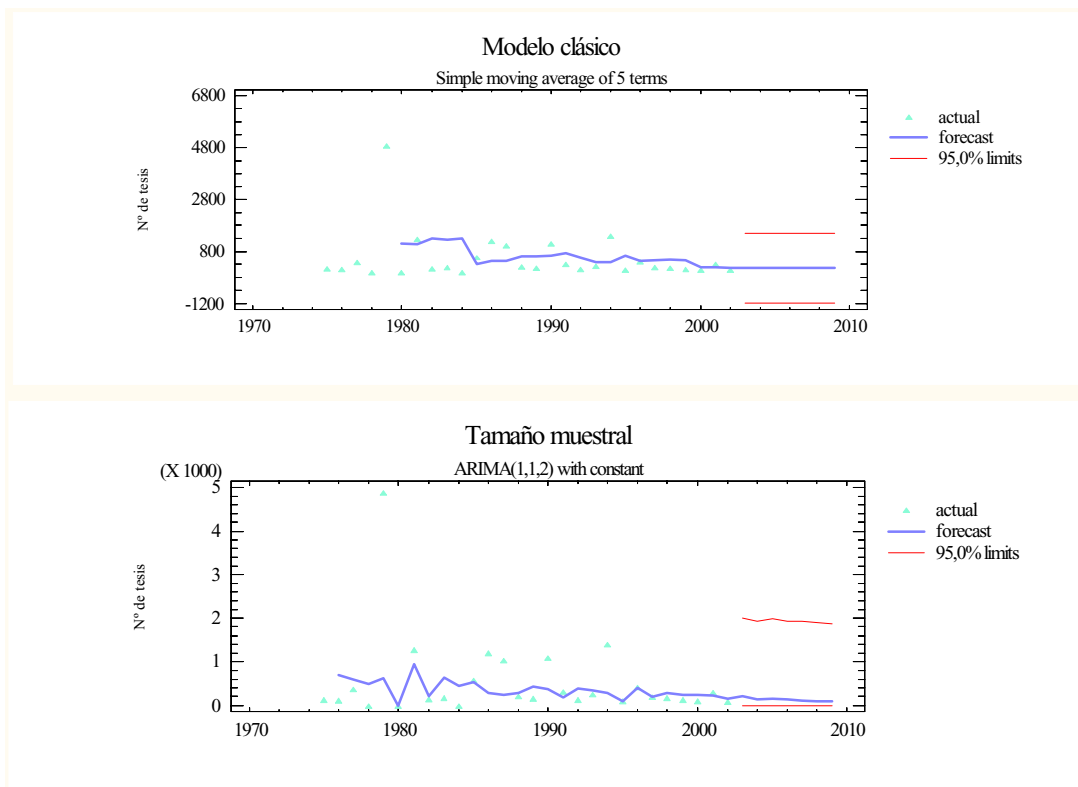 Modelo clásico
Simple moving average of 5 terms
Nº de tesis
6800
4800
2800
800
-1200
1970
1980
1990
2000
2010
actual
forecast
95,0% limits
Tamaño muestral
ARIMA(1,1,2) with constant
(X 1000)
Nº de tesis
5
4
3
2
1
0
1970
1980
1990
2000
2010
actual
forecast
95,0% limits